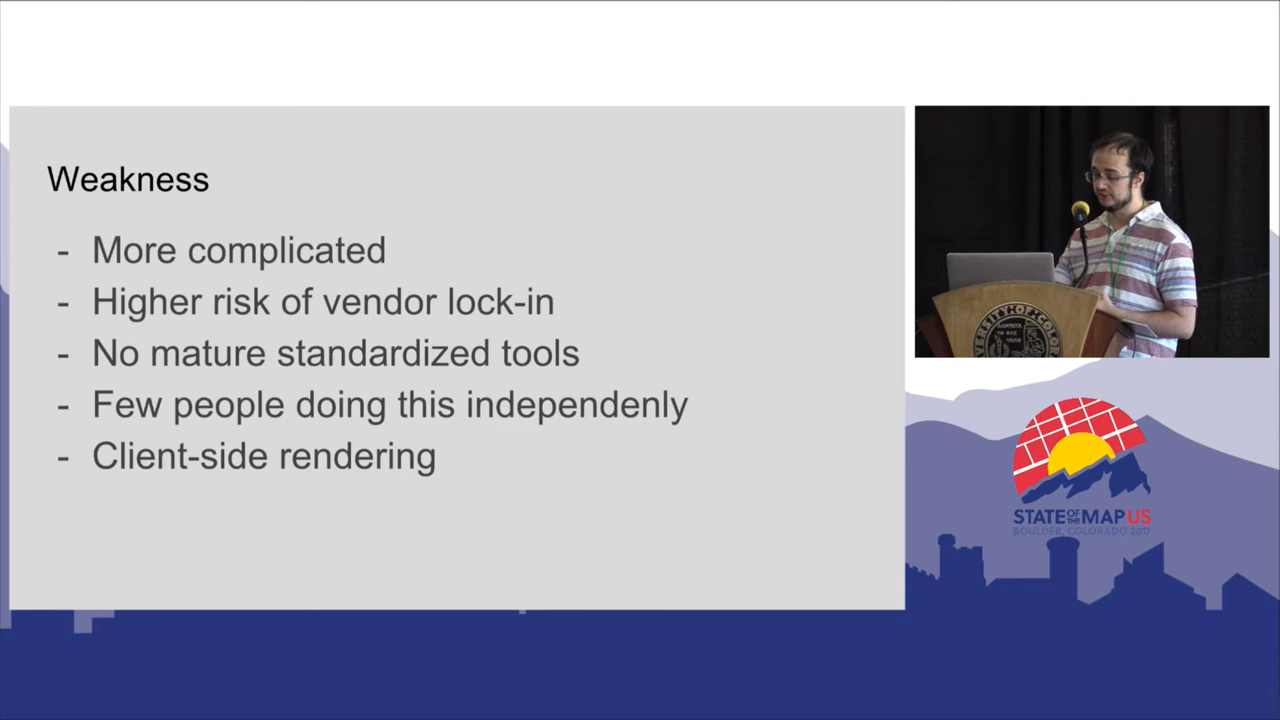 Weakness
- More complicated
- Higher risk of vendor lock-in
- No mature standardized tools
- Few people doing this independenly
- Client-side rendering
STATE OF THE MAP US
BOULDER, COLORADO 2017